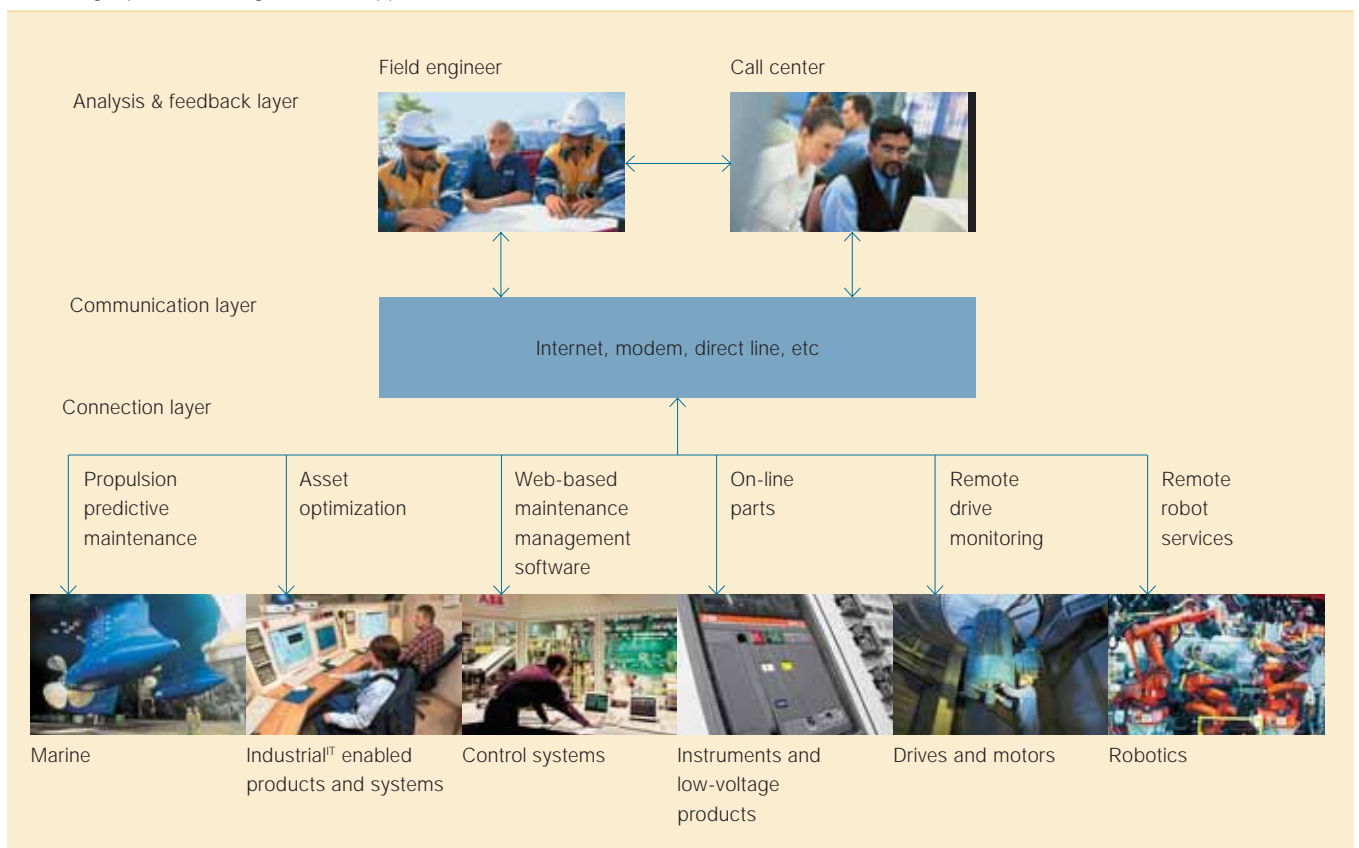 Field engineer
Call center
Analysis & feedback layer
Communication layer
Internet, modem, direct line, etc
Connection layer
Propulsion
predictive
maintenance
Asset
optimization
Web-based
maintenance
management
software
On-line
parts
Remote
drive
monitoring
Remote
robot
services
ABB
Marine
Industrialᴵᵀ enabled
products and systems
Control systems
Instruments and
low-voltage
products
Drives and motors
Robotics